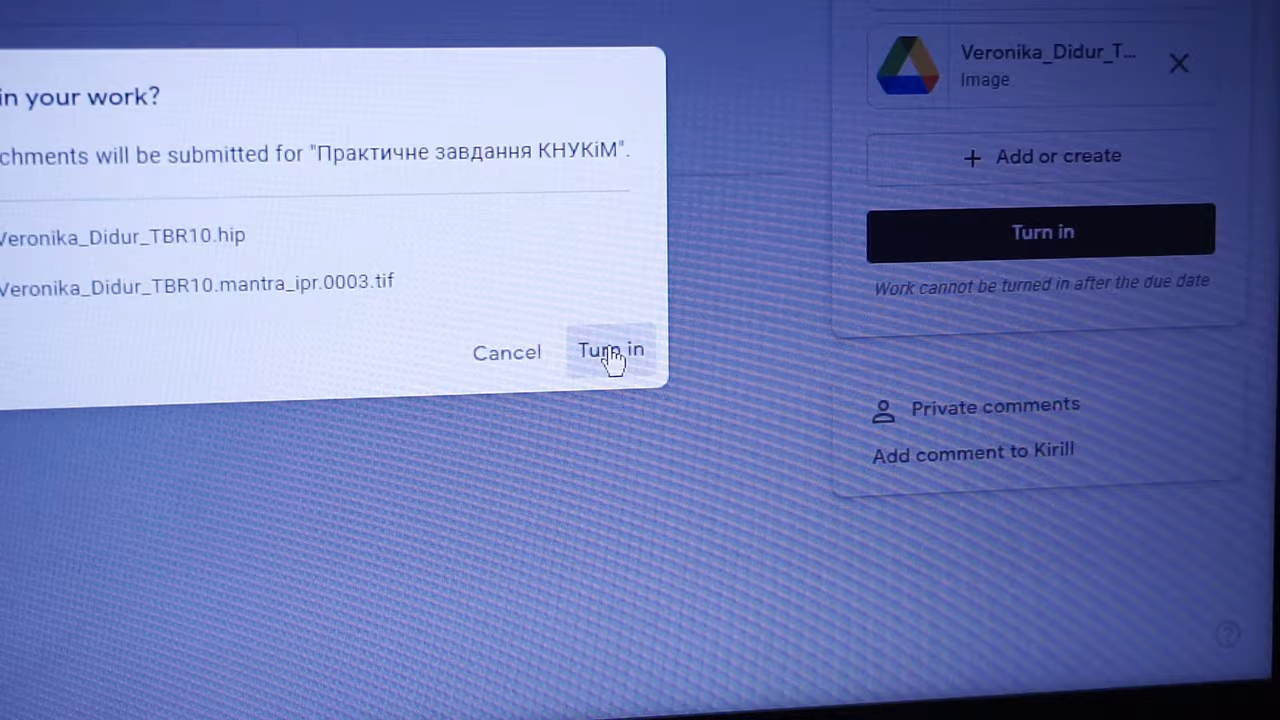 in your work?
chments will be submitted for "Практичне завдання КНУКіМ".
Veronika_Didur_TBR10.hip
Veronika_Didur_TBR10.mantra_ipr.0003.tif
Cancel
Turn in
Veronika_Didur_T...
Image
+ Add or create
Turn in
Work cannot be turned in after the due date
Private comments
Add comment to Kirill